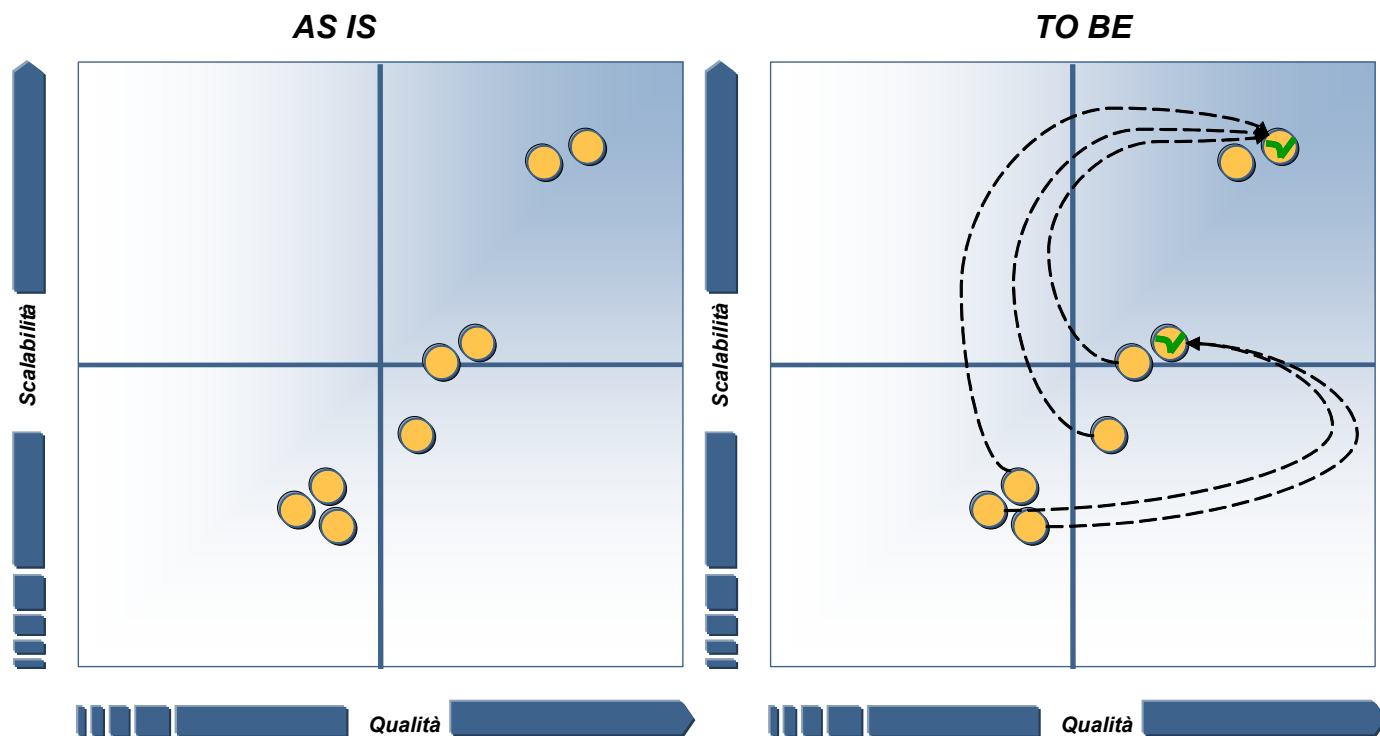 AS IS
TO BE
Scalabilità
Scalabilità
Qualità
Qualità